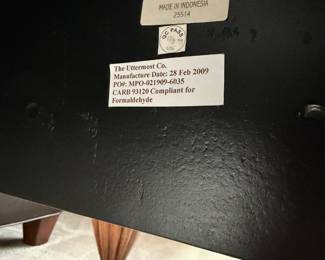 MADE IN INDONESIA
25514
QC PASS
The Uttermost Co.
Manufacture Date: 28 Feb 2009
PO#: MPO-021909-6035
CARB 93120 Compliant for
Formaldehyde